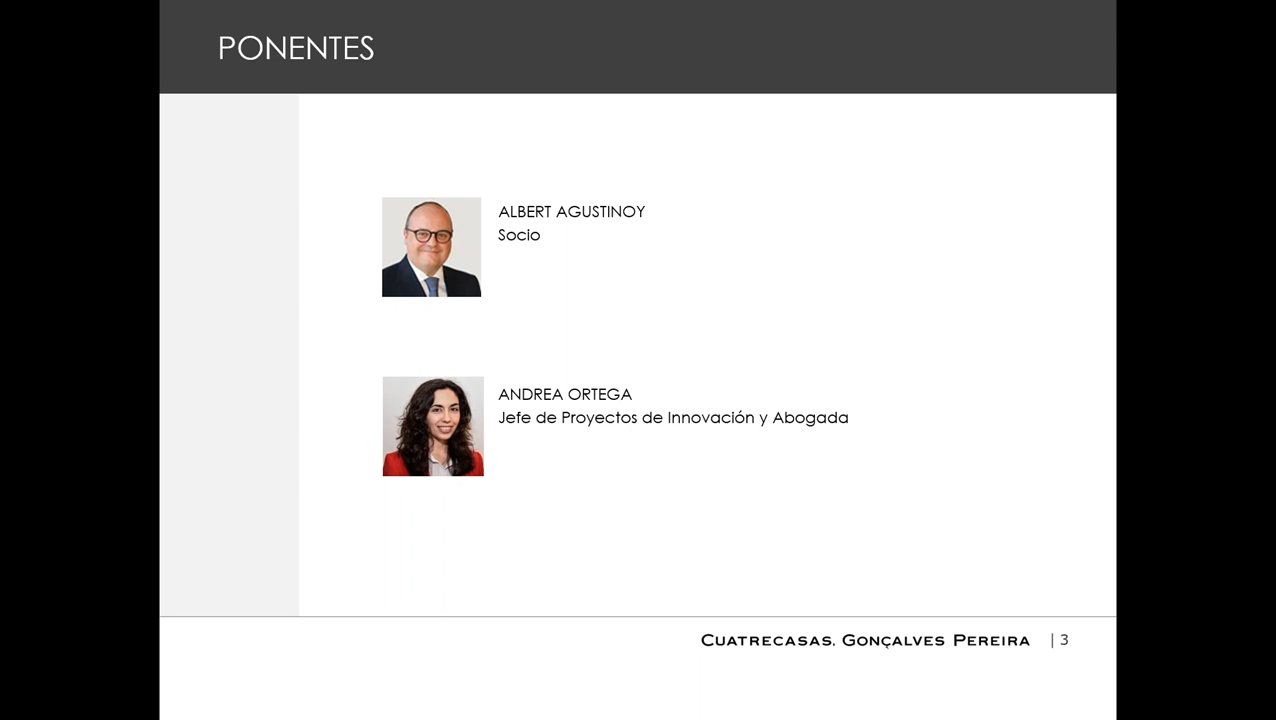 PONENTES
ALBERT AGUSTINOY
Socio
ANDREA ORTEGA
Jefe de Proyectos de Innovación y Abogada
CUATRECASAS, GONÇALVES PEREIRA | 3